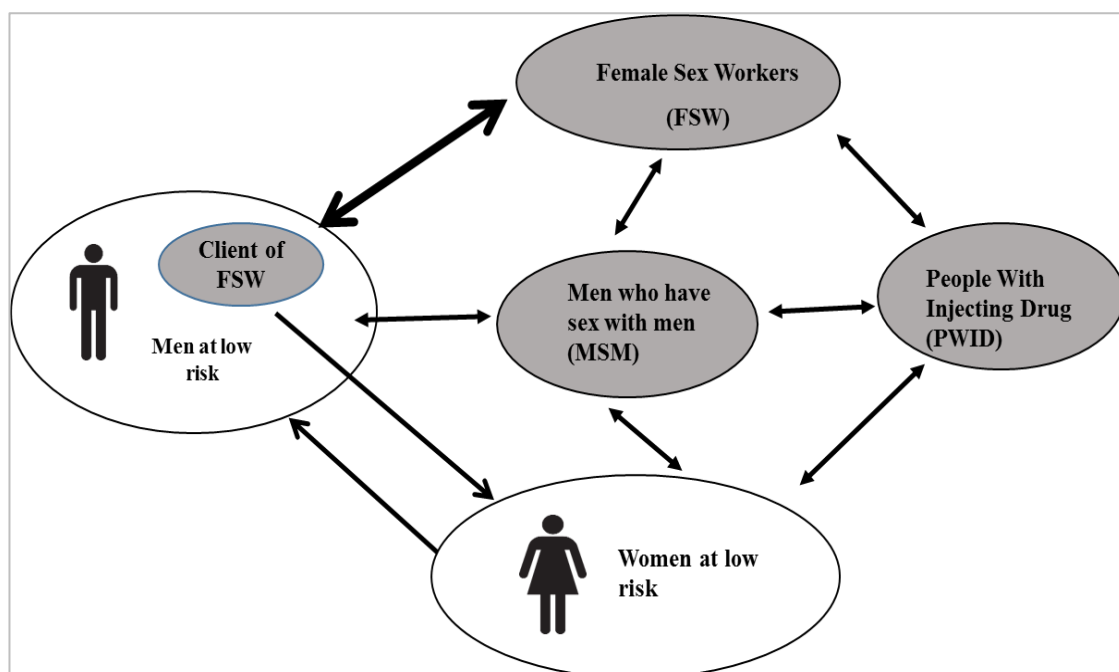 Female Sex Workers
(FSW)
Client of
FSW
Men at low
risk
Men who have
sex with men
(MSM)
People With
Injecting Drug
(PWID)
Women at low
risk